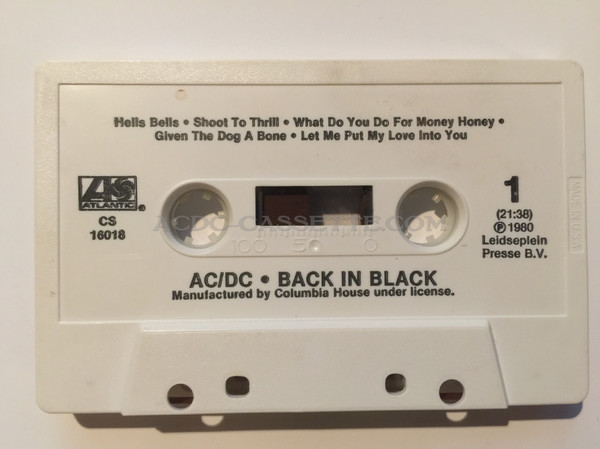 Hells Bells • Shoot To Thrill • What Do You Do For Money Honey •
Given The Dog A Bone • Let Me Put My Love Into You
ATLANTIC
CS
16018
1
(21:38)
℗ 1980
Leidseplein
Presse B.V.
MADE IN U.S.A.
ACDC-CASSETTE.COM
100 50 0
AC/DC • BACK IN BLACK
Manufactured by Columbia House under license.